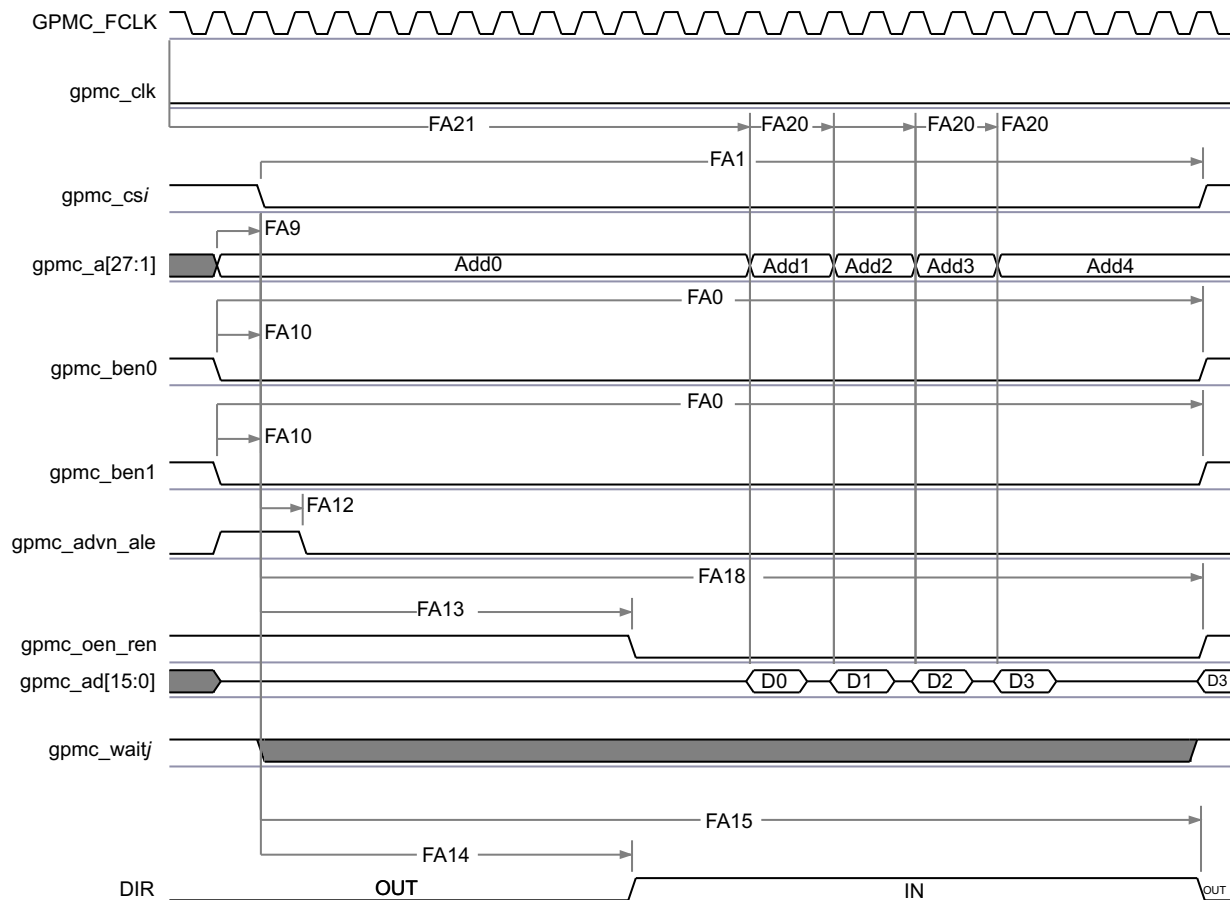 GPMC_FCLK
gpmc_clk
FA21 FA20 FA20 FA20
FA1
gpmc_csi
FA9
gpmc_a[27:1] Add0 Add1 Add2 Add3 Add4
FA0
FA10
gpmc_ben0
FA0
FA10
gpmc_ben1
FA12
gpmc_advn_ale
FA18
FA13
gpmc_oen_ren
gpmc_ad[15:0] D0 D1 D2 D3 D3
gpmc_waitj
FA15
FA14
DIR OUT IN OUT